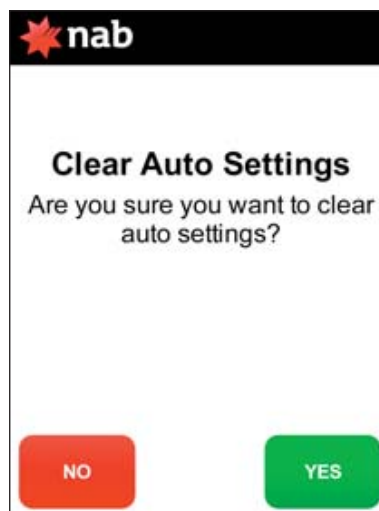 nab
Clear Auto Settings
Are you sure you want to clear
auto settings?
NO
YES